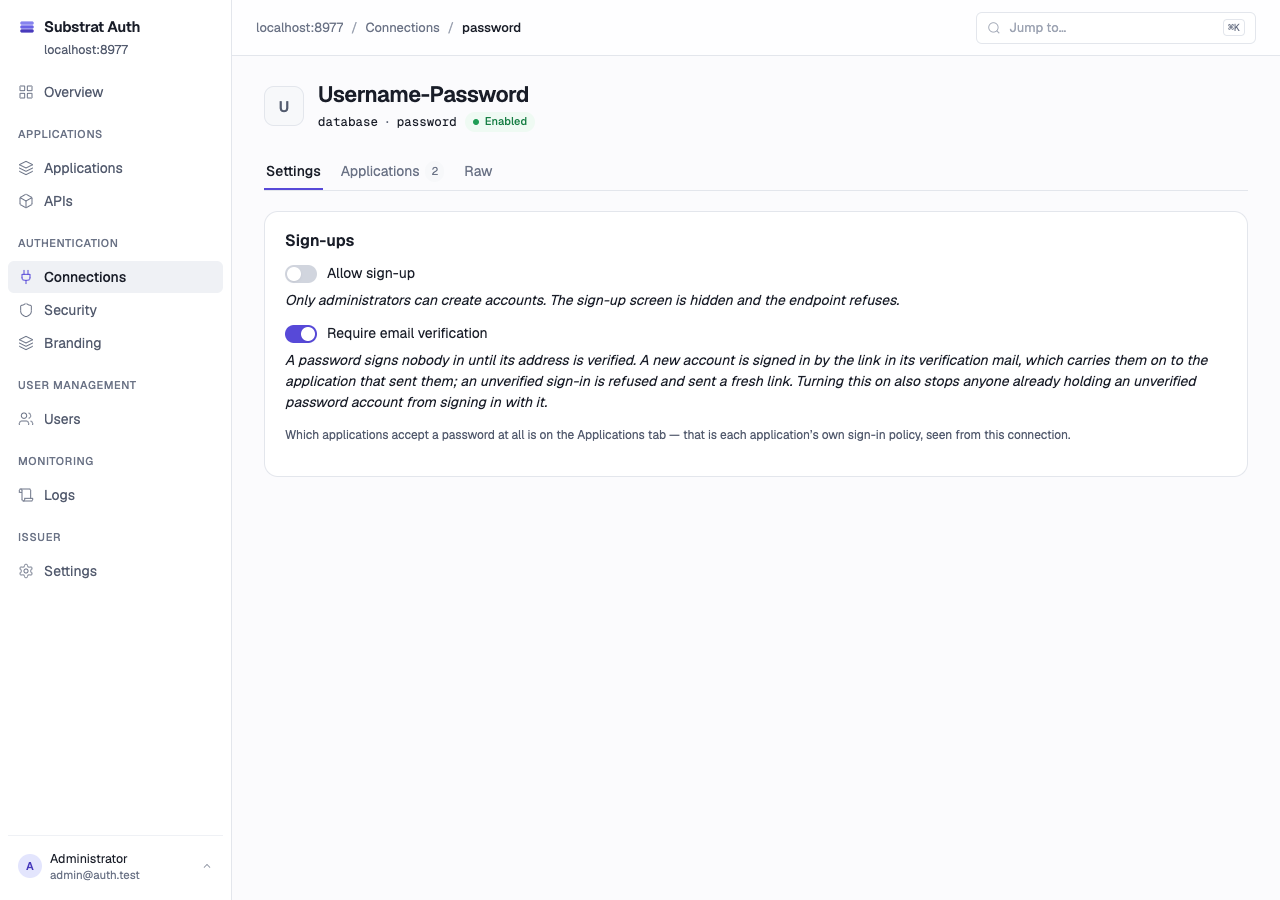 Substrat Auth
localhost:8977
Overview
APPLICATIONS
Applications
APIs
AUTHENTICATION
Connections
Security
Branding
USER MANAGEMENT
Users
MONITORING
Logs
ISSUER
Settings
A
Administrator
admin@auth.test
localhost:8977 / Connections / password
Jump to…
⌘K
U
Username-Password
database · password
Enabled
Settings
Applications 2
Raw
Sign-ups
Allow sign-up
Only administrators can create accounts. The sign-up screen is hidden and the endpoint refuses.
Require email verification
A password signs nobody in until its address is verified. A new account is signed in by the link in its verification mail, which carries them on to the
application that sent them; an unverified sign-in is refused and sent a fresh link. Turning this on also stops anyone already holding an unverified
password account from signing in with it.
Which applications accept a password at all is on the Applications tab — that is each application’s own sign-in policy, seen from this connection.